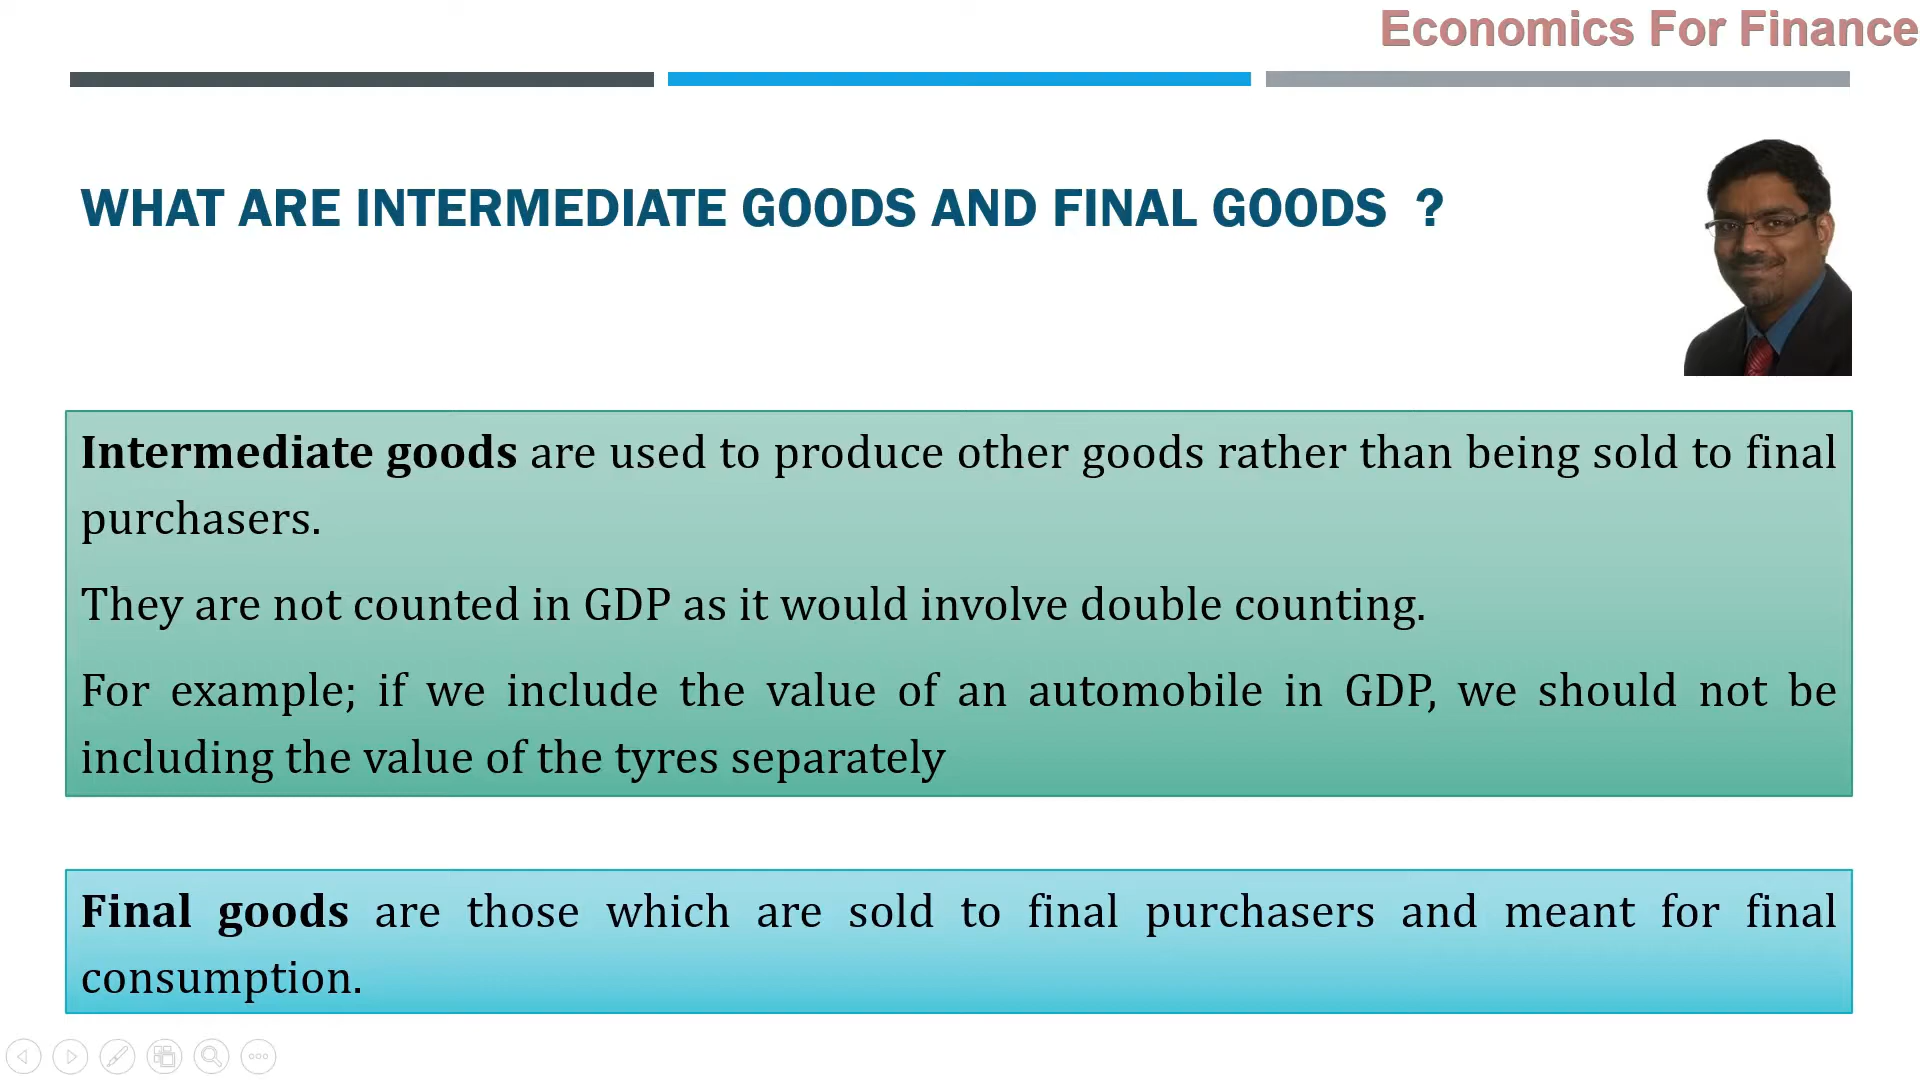 Economics For Finance
WHAT ARE INTERMEDIATE GOODS AND FINAL GOODS ?
Intermediate goods are used to produce other goods rather than being sold to final
purchasers.
They are not counted in GDP as it would involve double counting.
For example; if we include the value of an automobile in GDP, we should not be
including the value of the tyres separately
Final goods are those which are sold to final purchasers and meant for final
consumption.